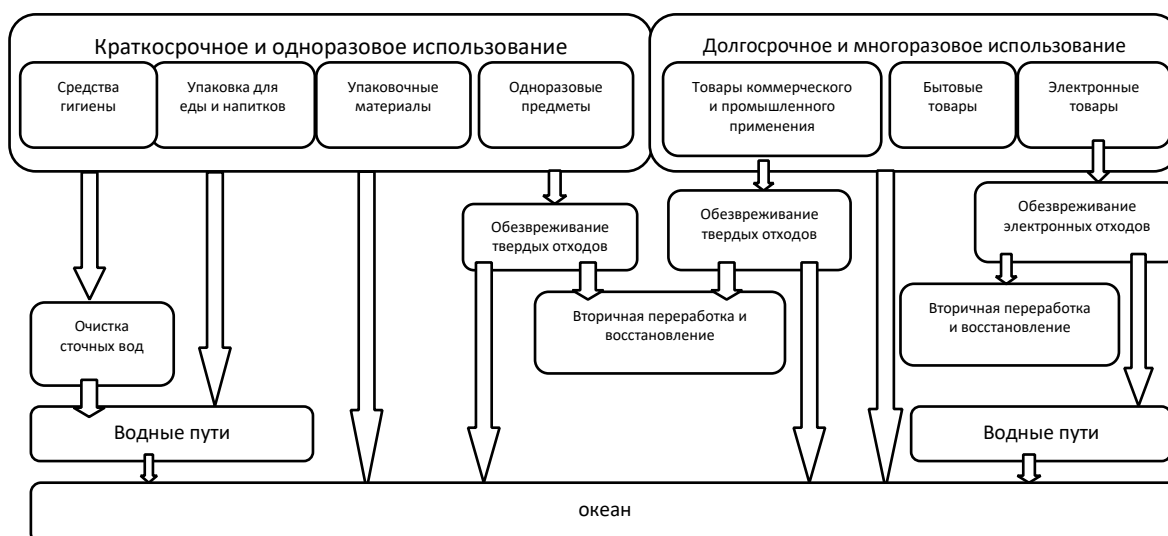 Краткосрочное и одноразовое использование
Долгосрочное и многоразовое использование
Средства
гигиены
Упаковка для
еды и напитков
Упаковочные
материалы
Одноразовые
предметы
Товары коммерческого
и промышленного
применения
Бытовые
товары
Электронные
товары
Обезвреживание
твердых отходов
Обезвреживание
твердых отходов
Обезвреживание
электронных отходов
Очистка
сточных вод
Вторичная переработка и
восстановление
Вторичная переработка
и восстановление
Водные пути
Водные пути
океан